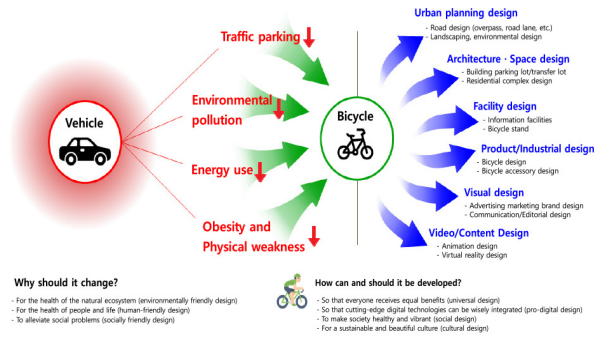 Urban planning design
- Road design (overpass, road lane, etc.)
- Landscaping, environmental design
Traffic parking
Architecture · Space design
- Building parking lot/transfer lot
- Residential complex design
Environmental
pollution
Vehicle
Bicycle
Facility design
- Information facilities
- Bicycle stand
Product/Industrial design
- Bicycle design
- Bicycle accessory design
Energy use
Visual design
- Advertising marketing brand design
- Communication/Editorial design
Obesity and
Physical weakness
Video/Content Design
- Animation design
- Virtual reality design
Why should it change?
- For the health of the natural ecosystem (environmentally friendly design)
- For the health of people and life (human-friendly design)
- To alleviate social problems (socially friendly design)
How can and should it be developed?
- So that everyone receives equal benefits (universal design)
- So that cutting-edge digital technologies can be wisely integrated (pro-digital design)
- To make society healthy and vibrant (social design)
- For a sustainable and beautiful culture (cultural design)